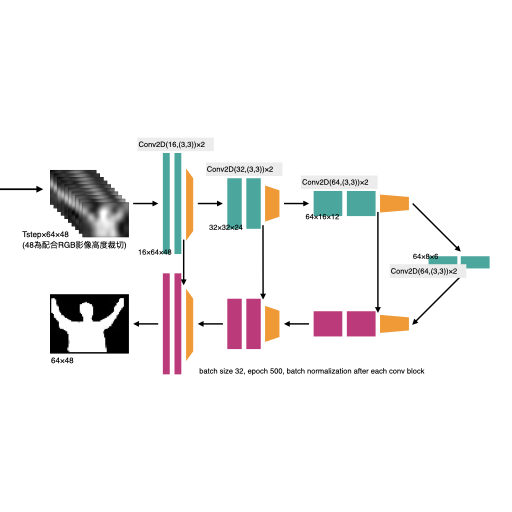 Conv2D(16,(3,3))×2
Conv2D(32,(3,3))×2
Conv2D(64,(3,3))×2
64×16×12
32×32×24
Tstep×64×48
(48為配合RGB影像高度裁切)
16×64×48
64×8×6
Conv2D(64,(3,3))×2
64×48
batch size 32, epoch 500, batch normalization after each conv block